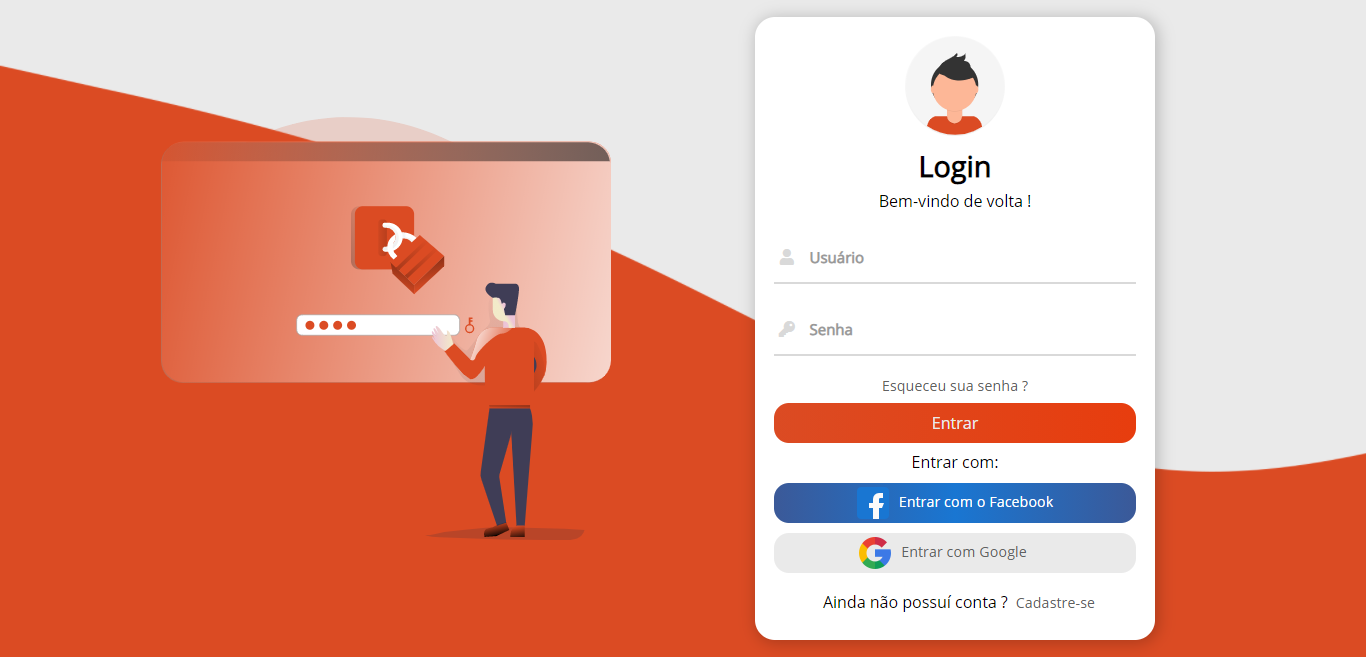 Login
Bem-vindo de volta !
Usuário
Senha
Esqueceu sua senha ?
Entrar
Entrar com:
Entrar com o Facebook
Entrar com Google
Ainda não possuí conta ? Cadastre-se